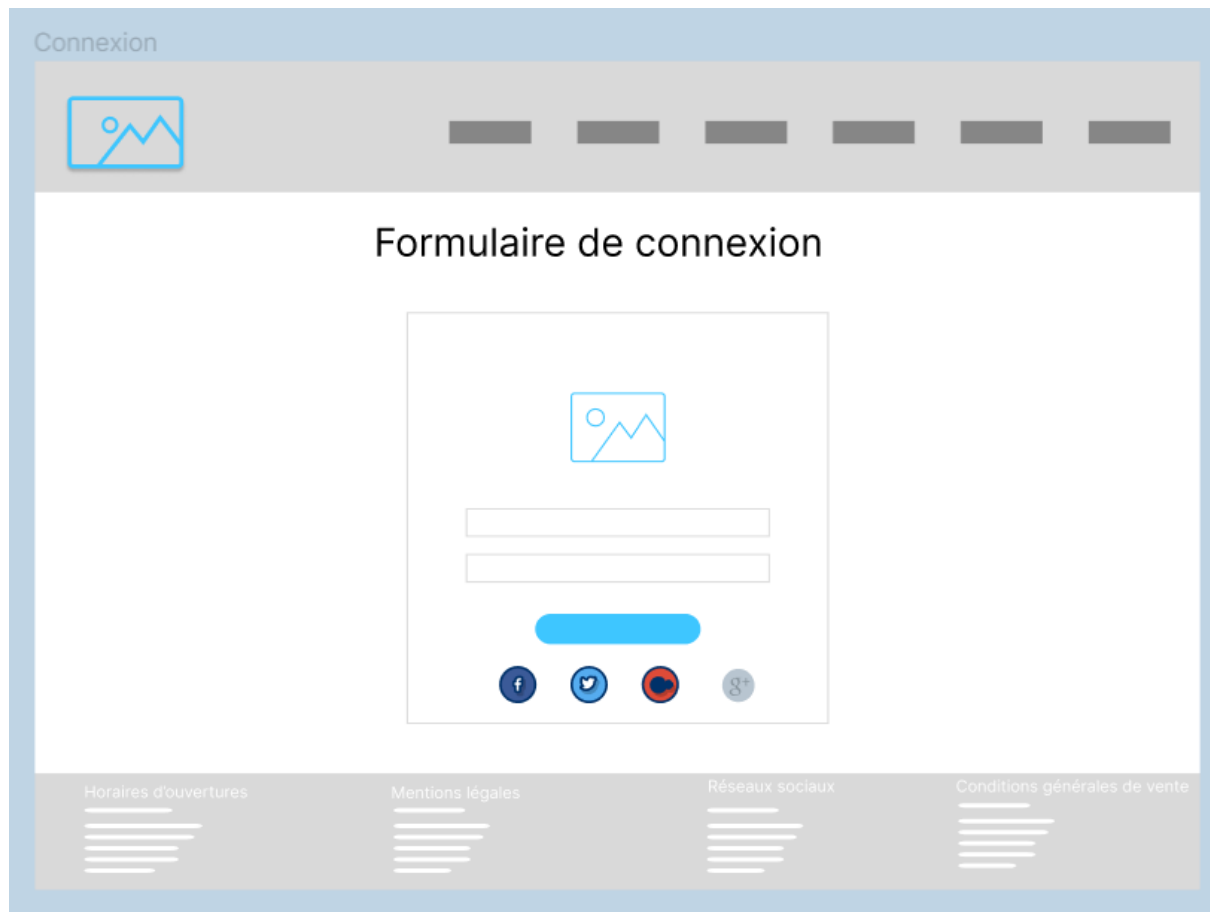 Connexion
Formulaire de connexion
f
g+
Horaires d'ouvertures
Mentions légales
Réseaux sociaux
Conditions générales de vente